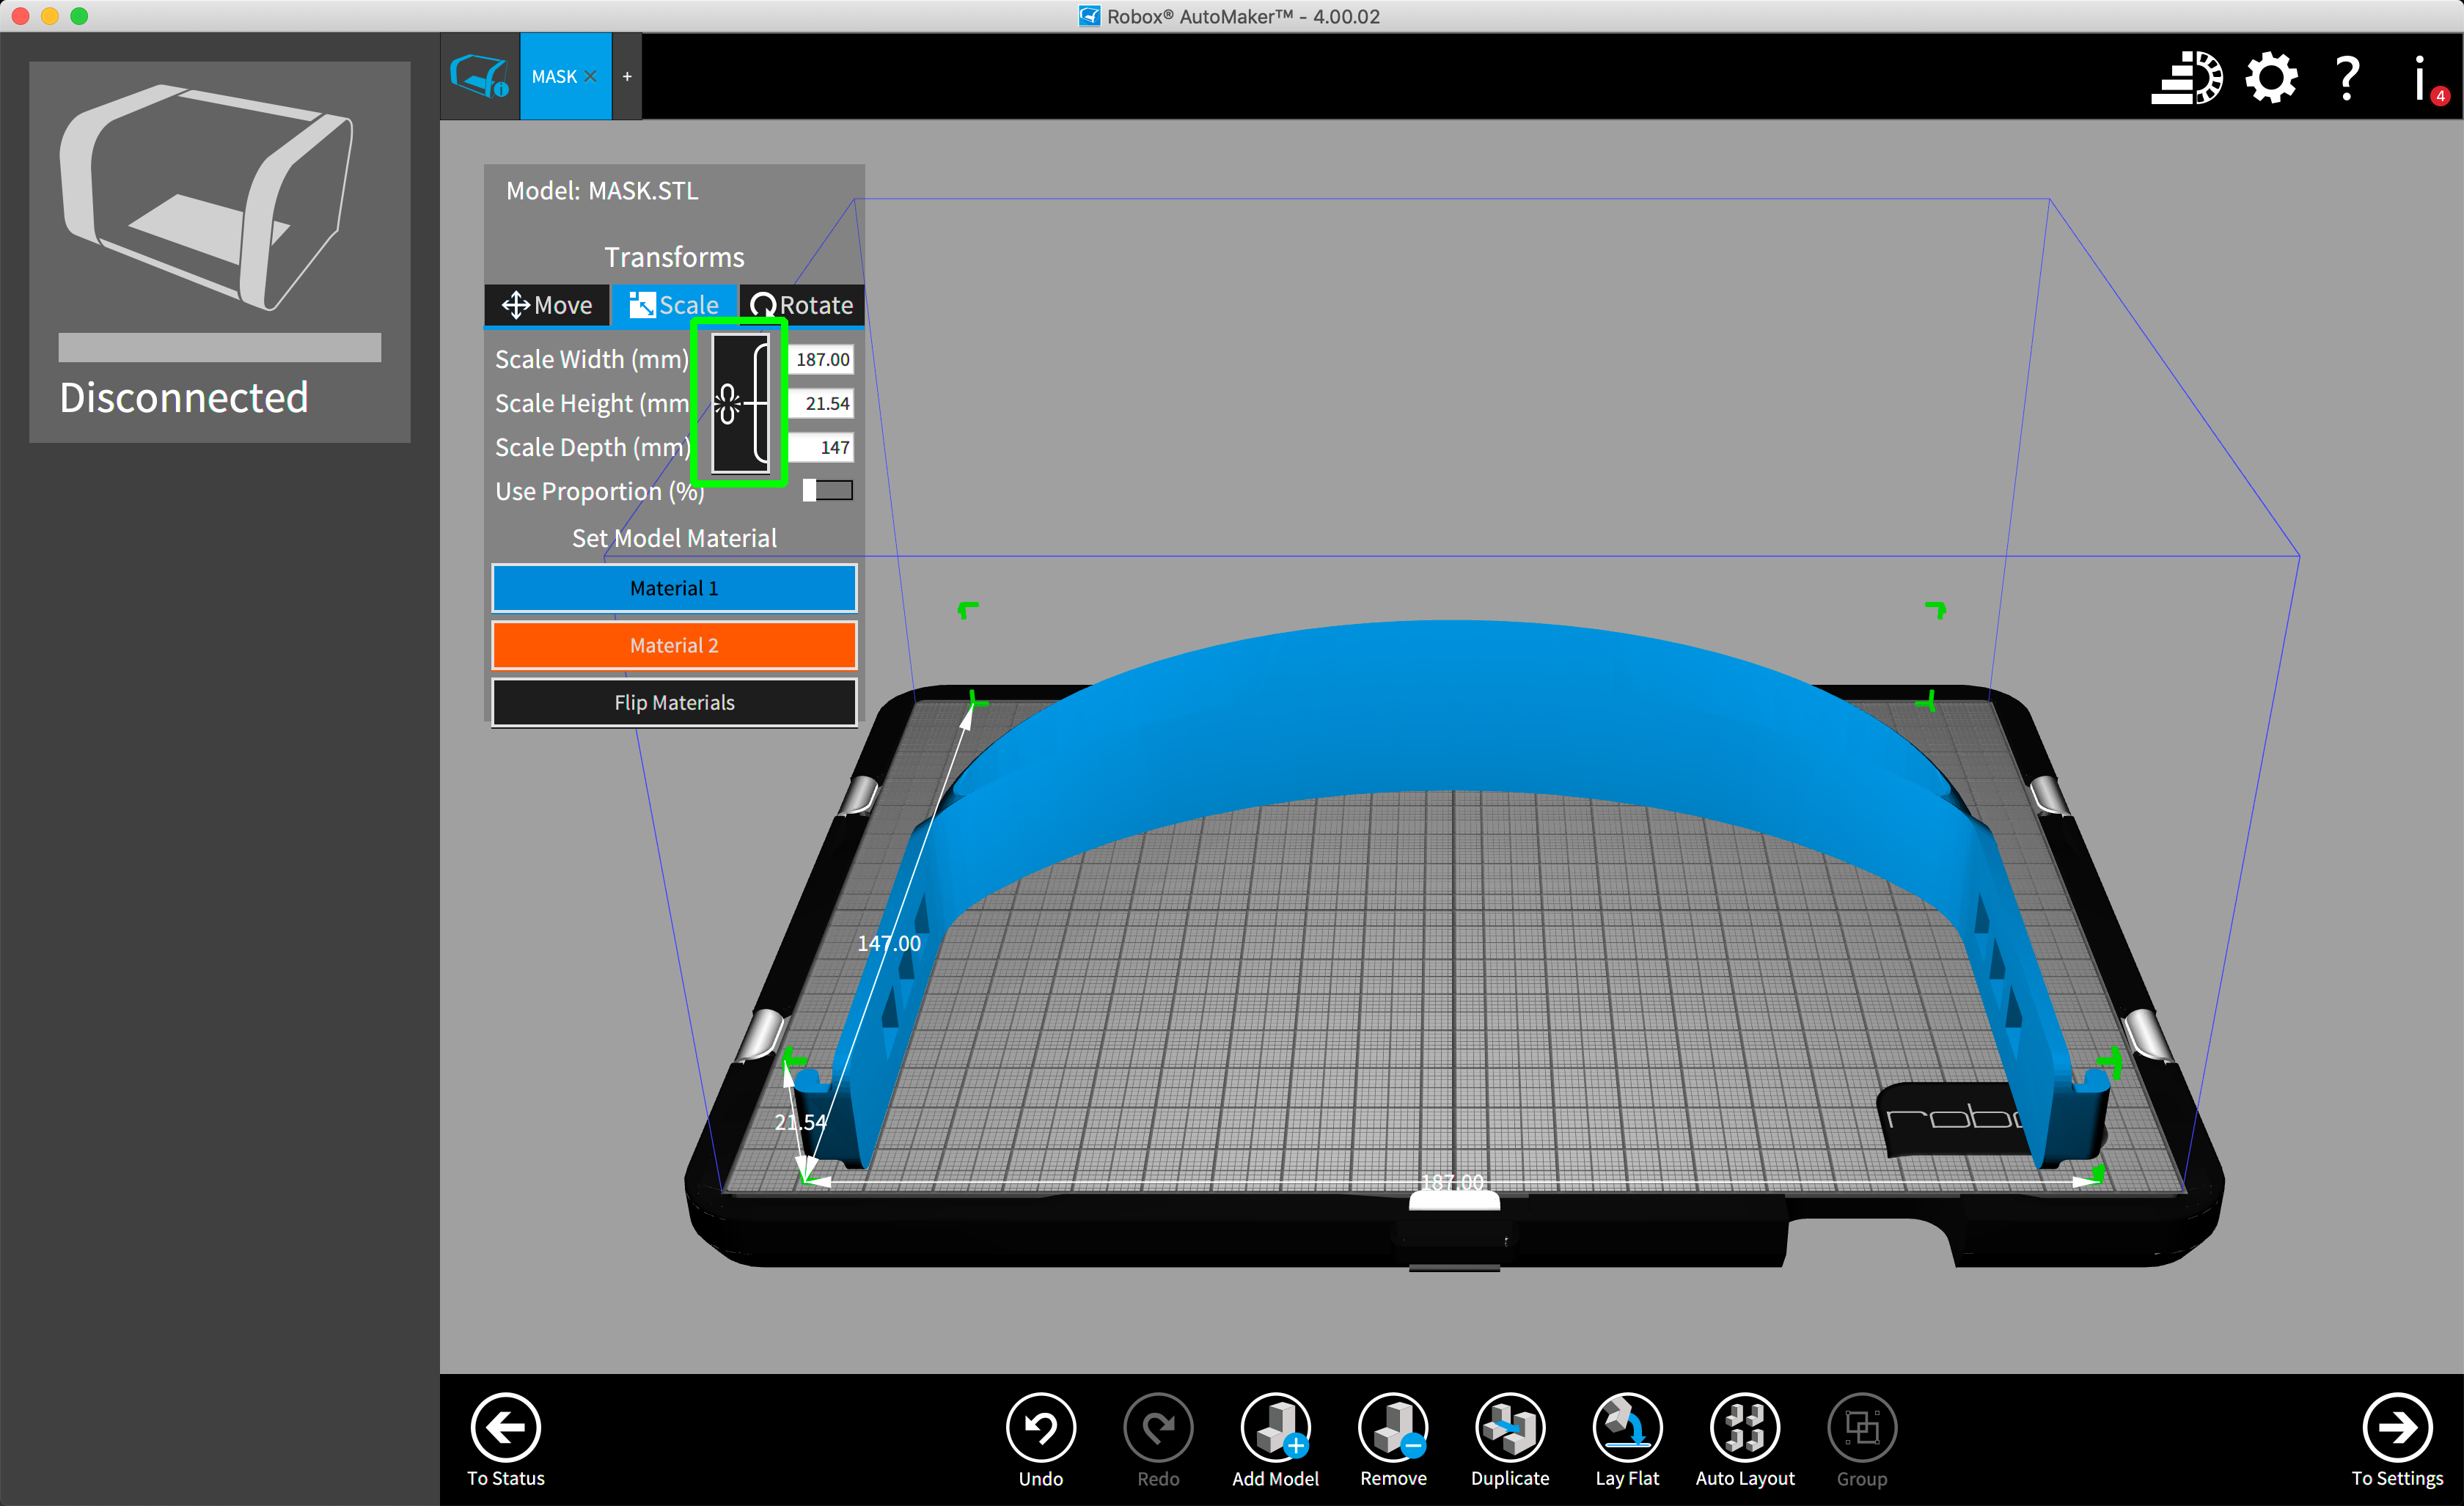 Robox® AutoMaker™ - 4.00.02
MASK
+
?
i
4
Disconnected
Model: MASK.STL
Transforms
Move
Scale
Rotate
Scale Width (mm)
187.00
Scale Height (mm
21.54
Scale Depth (mm)
147
Use Proportion (%)
Set Model Material
Material 1
Material 2
Flip Materials
147.00
21.54
187.00
To Status
Undo
Redo
Add Model
Remove
Duplicate
Lay Flat
Auto Layout
Group
To Settings